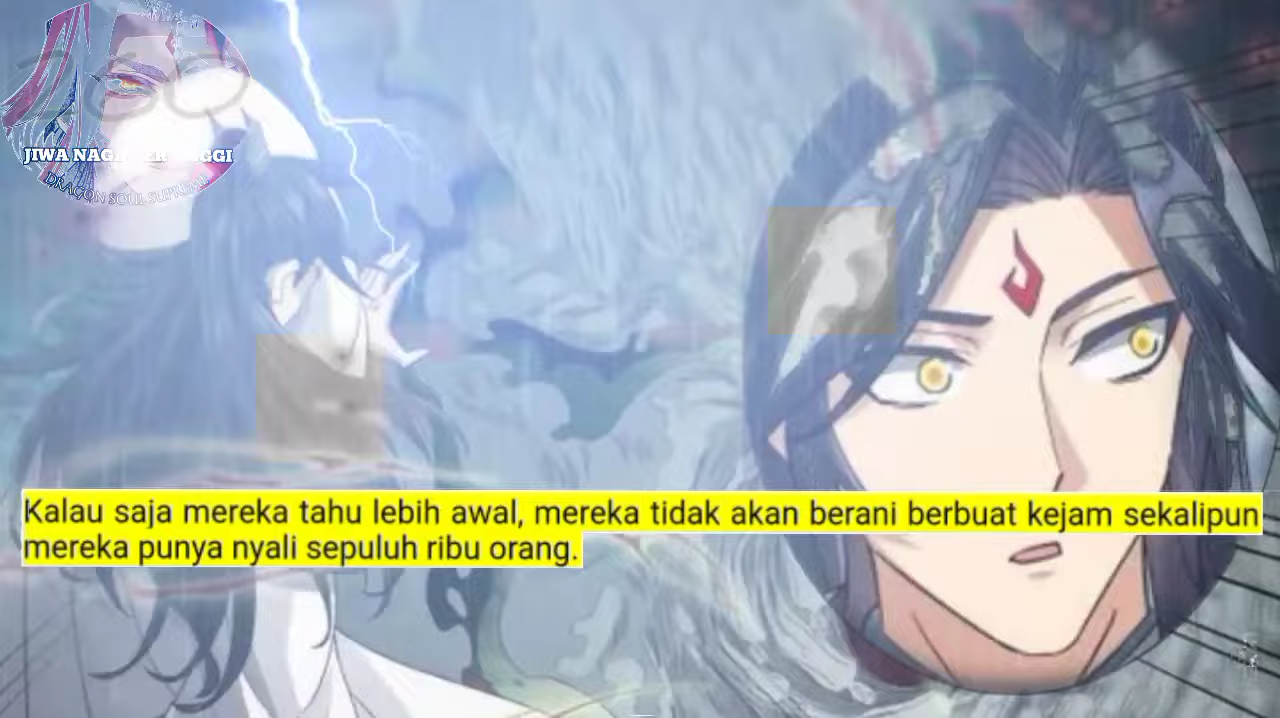 JIWA NAGA
DRAGON SOUL SUPREME
Kalau saja mereka tahu lebih awal, mereka tidak akan berani berbuat kejam sekalipun
mereka punya nyali sepuluh ribu orang.